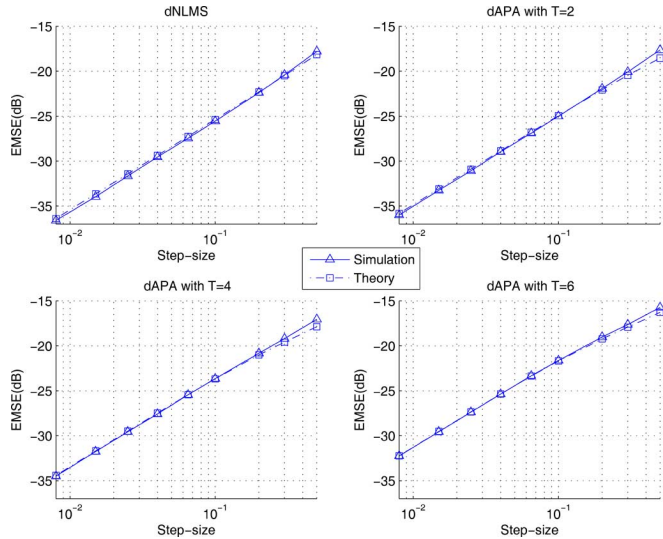 dNLMS
dAPA with T=2
−15
−20
−25
−30
−35
EMSE(dB)
10⁻²
10⁻¹
Step-size
−15
−20
−25
−30
−35
EMSE(dB)
10⁻²
10⁻¹
Step-size
Simulation
Theory
dAPA with T=4
dAPA with T=6
−15
−20
−25
−30
−35
EMSE(dB)
10⁻²
10⁻¹
Step-size
−15
−20
−25
−30
−35
EMSE(dB)
10⁻²
10⁻¹
Step-size